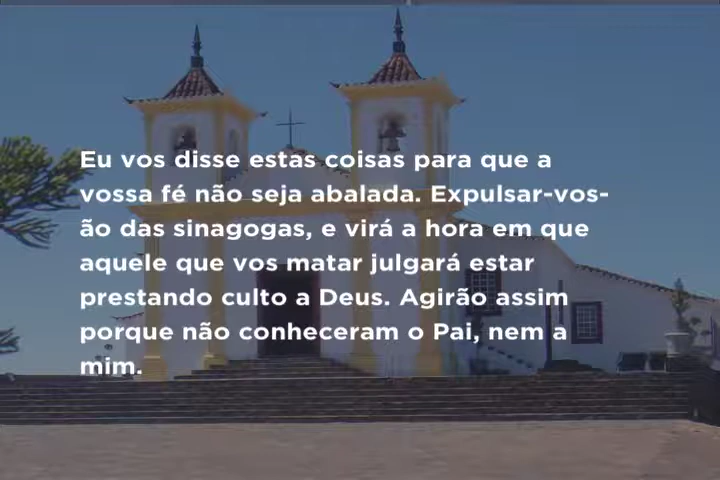 Eu vos disse estas coisas para que a
vossa fé não seja abalada. Expulsar-vos-
ão das sinagogas, e virá a hora em que
aquele que vos matar julgará estar
prestando culto a Deus. Agirão assim
porque não conheceram o Pai, nem a
mim.